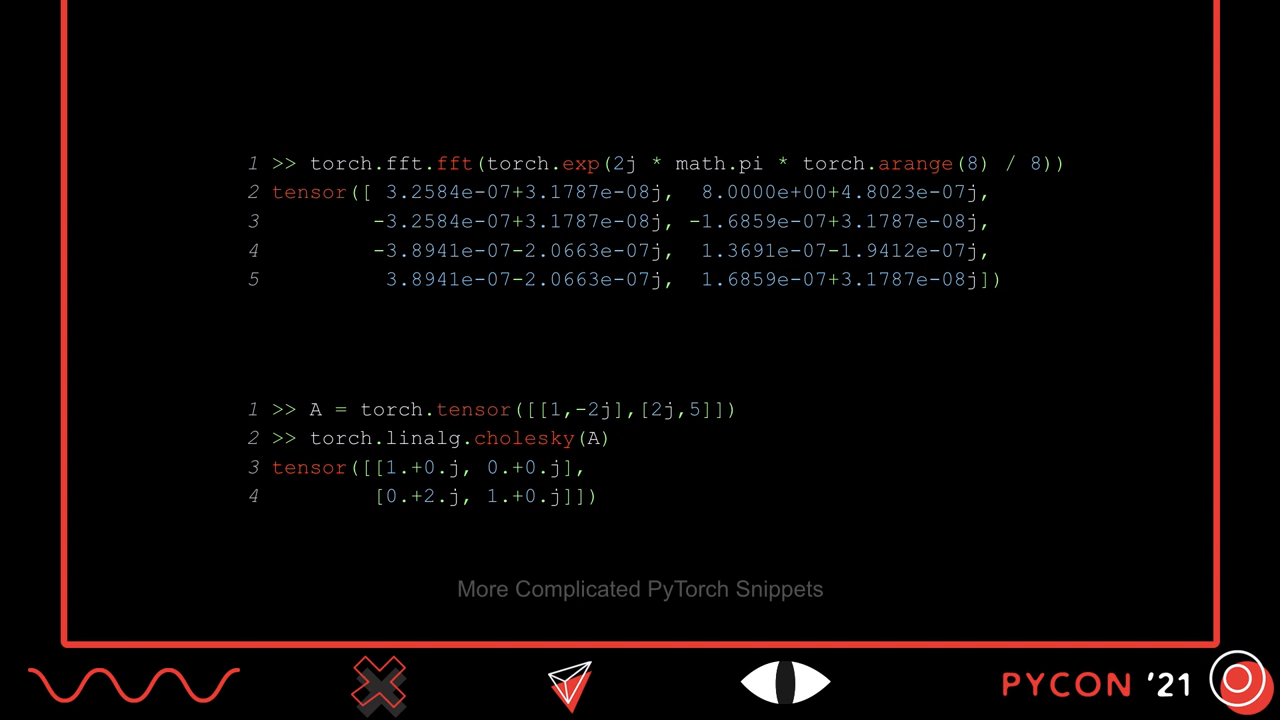 1 >> torch.fft.fft(torch.exp(2j * math.pi * torch.arange(8) / 8))
2 tensor([ 3.2584e-07+3.1787e-08j,  8.0000e+00+4.8023e-07j,
3         -3.2584e-07+3.1787e-08j, -1.6859e-07+3.1787e-08j,
4         -3.8941e-07-2.0663e-07j,  1.3691e-07-1.9412e-07j,
5          3.8941e-07-2.0663e-07j,  1.6859e-07+3.1787e-08j])
1 >> A = torch.tensor([[1,-2j],[2j,5]])
2 >> torch.linalg.cholesky(A)
3 tensor([[1.+0.j, 0.+0.j],
4         [0.+2.j, 1.+0.j]])
More Complicated PyTorch Snippets
PYCON '21